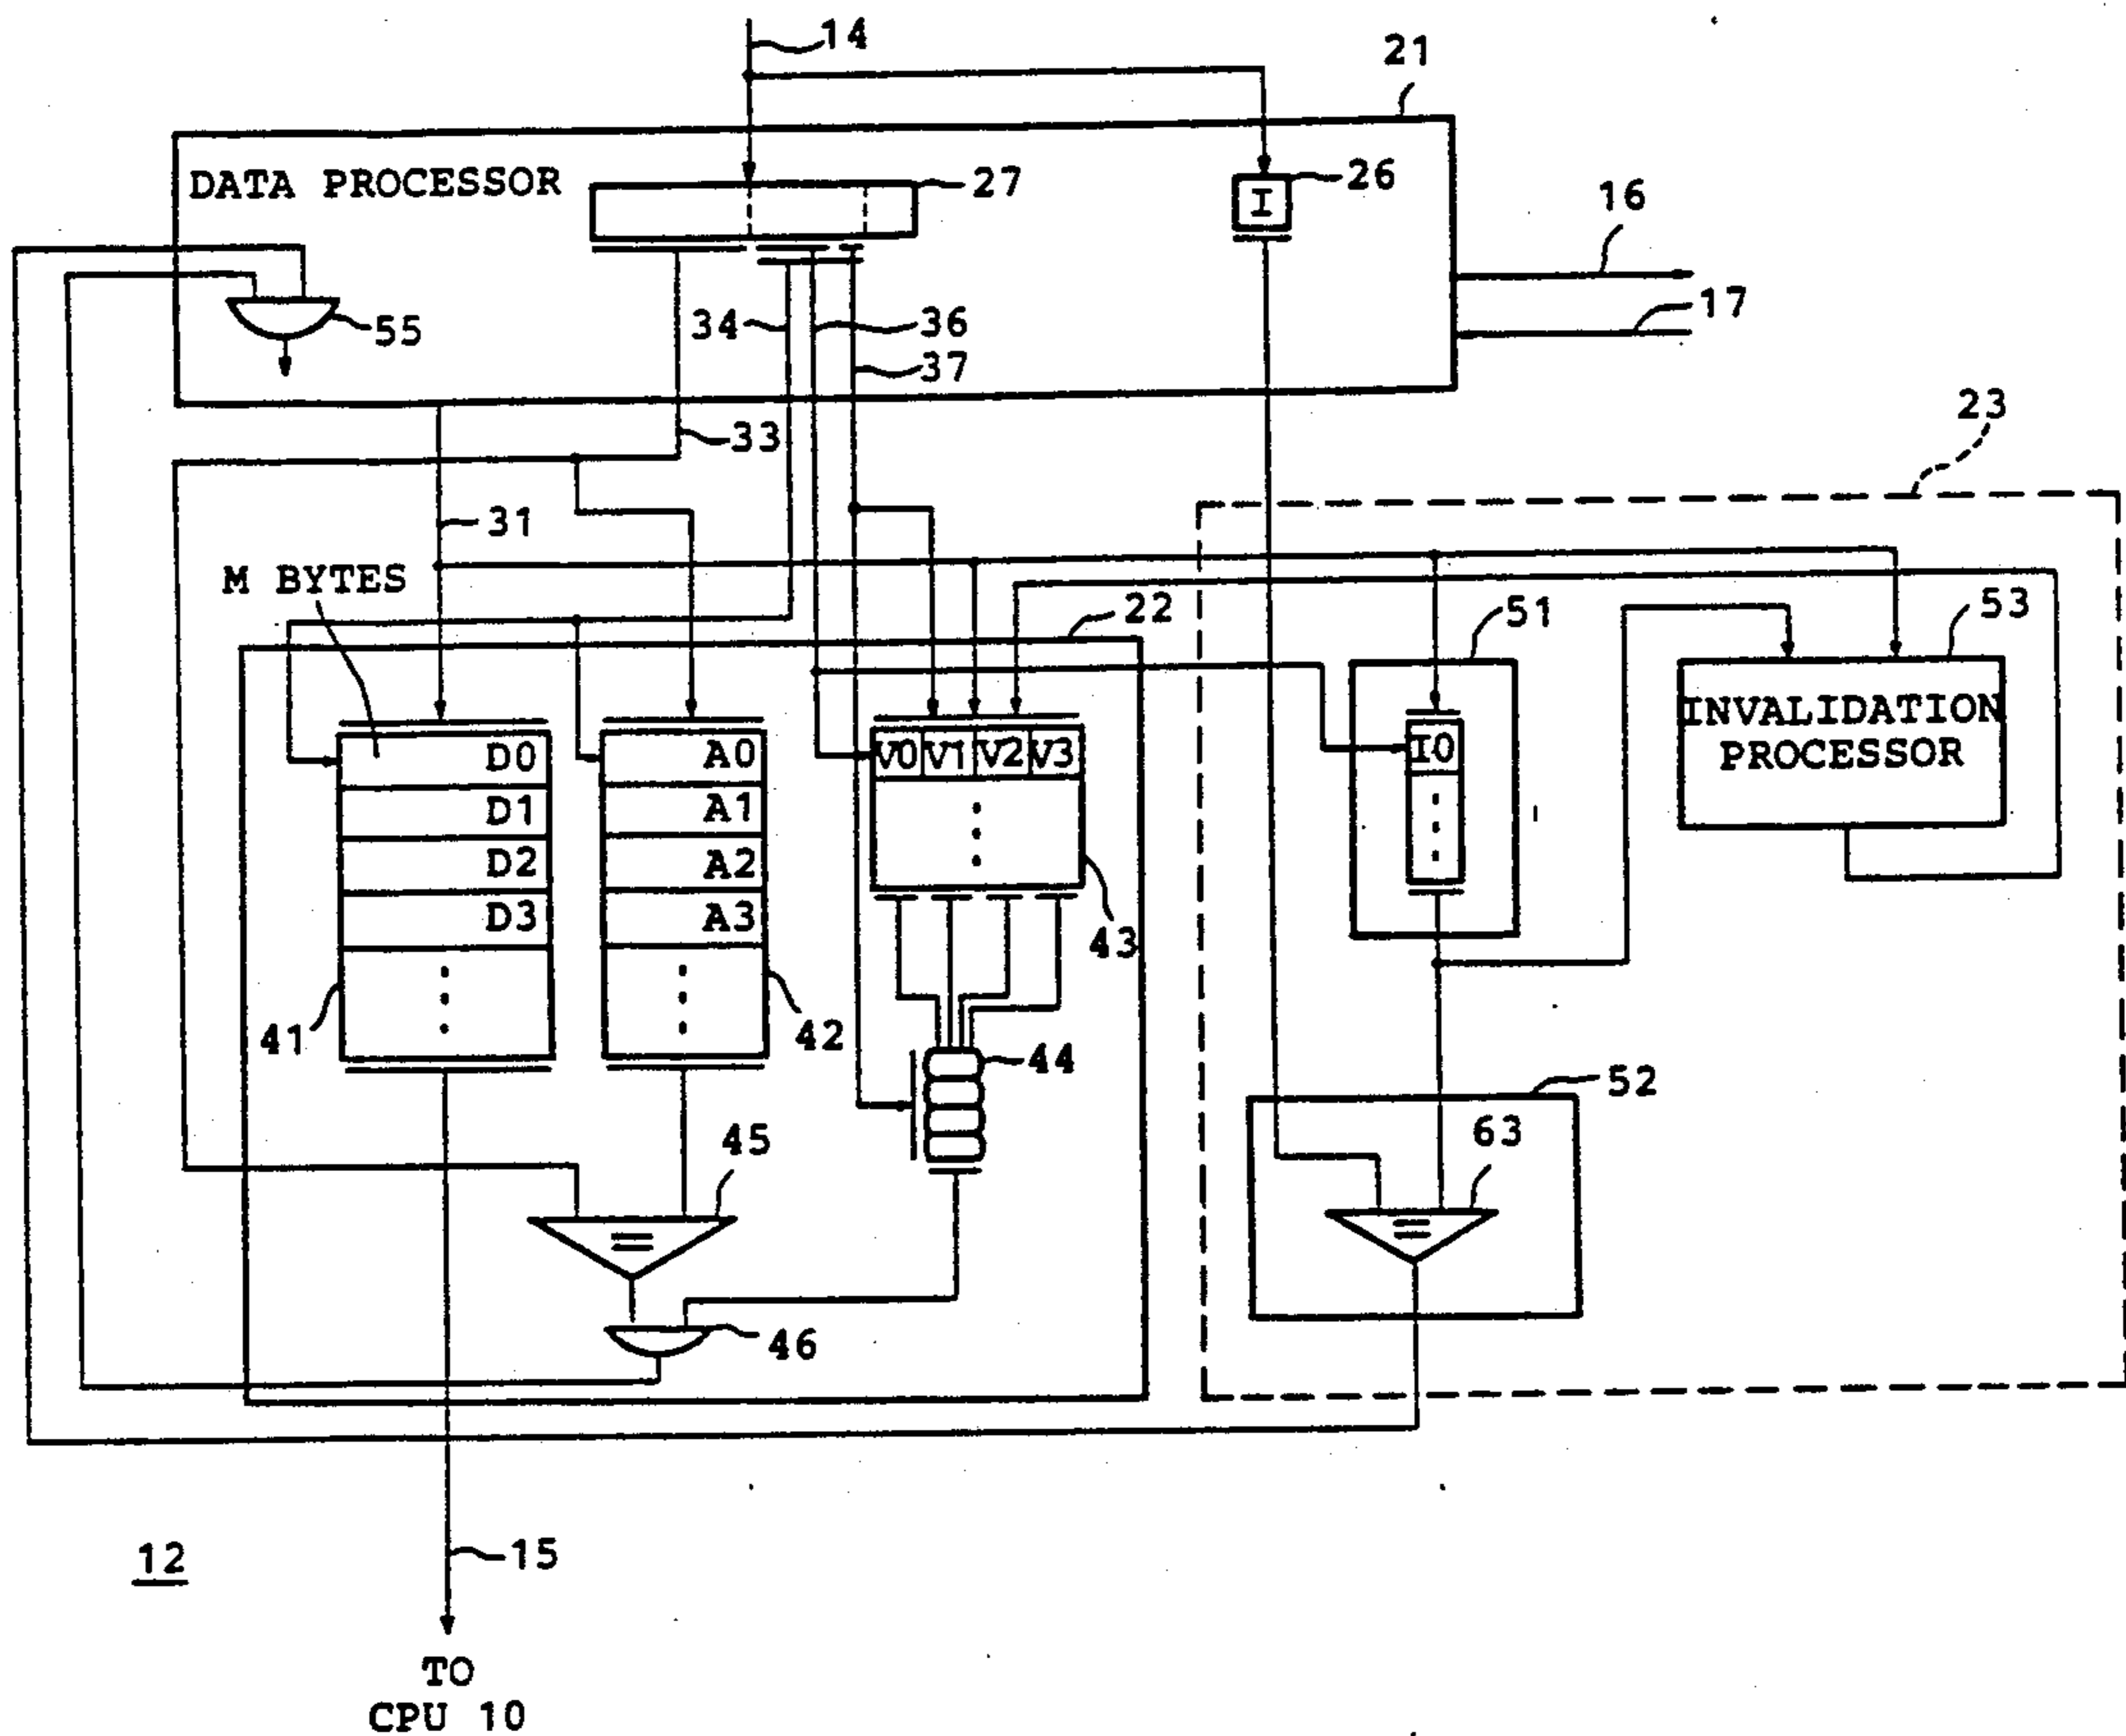 14
21
DATA PROCESSOR
27
I
26
16
17
55
34
36
37
33
23
31
M BYTES
22
51
53
INVALIDATION
PROCESSOR
D0
A0
V0 V1 V2 V3
I0
D1
A1
D2
A2
D3
A3
43
41
42
44
52
45
63
=
=
46
12
15
TO
CPU 10